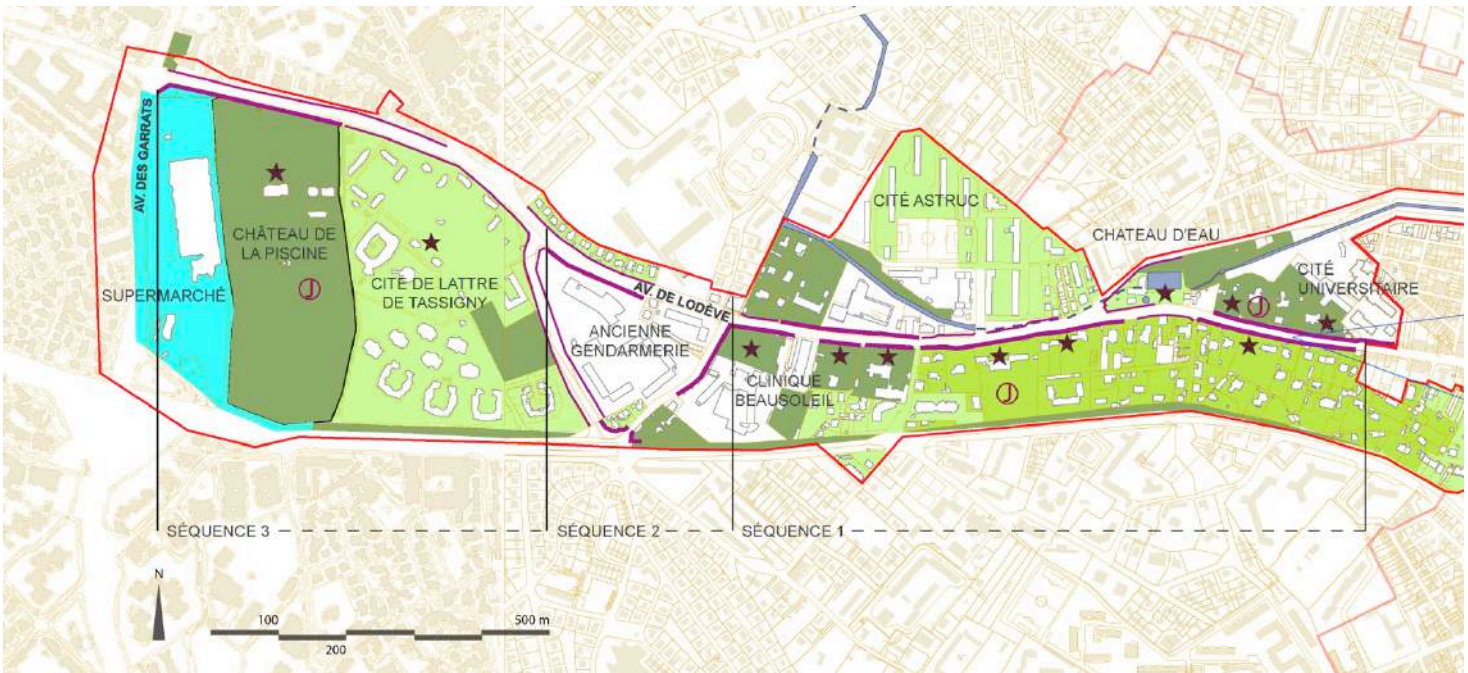 AV. DES GARRATS
SUPERMARCHÉ
CHÂTEAU DE
LA PISCINE
J
CITÉ DE LATTRE
DE TASSIGNY
ANCIENNE
GENDARMERIE
AV. DE LODÈVE
CLINIQUE
BEAUSOLEIL
CITÉ ASTRUC
CHATEAU D'EAU
CITÉ
UNIVERSITAIRE
J
J
SÉQUENCE 3
SÉQUENCE 2
SÉQUENCE 1
N
100
500 m
200